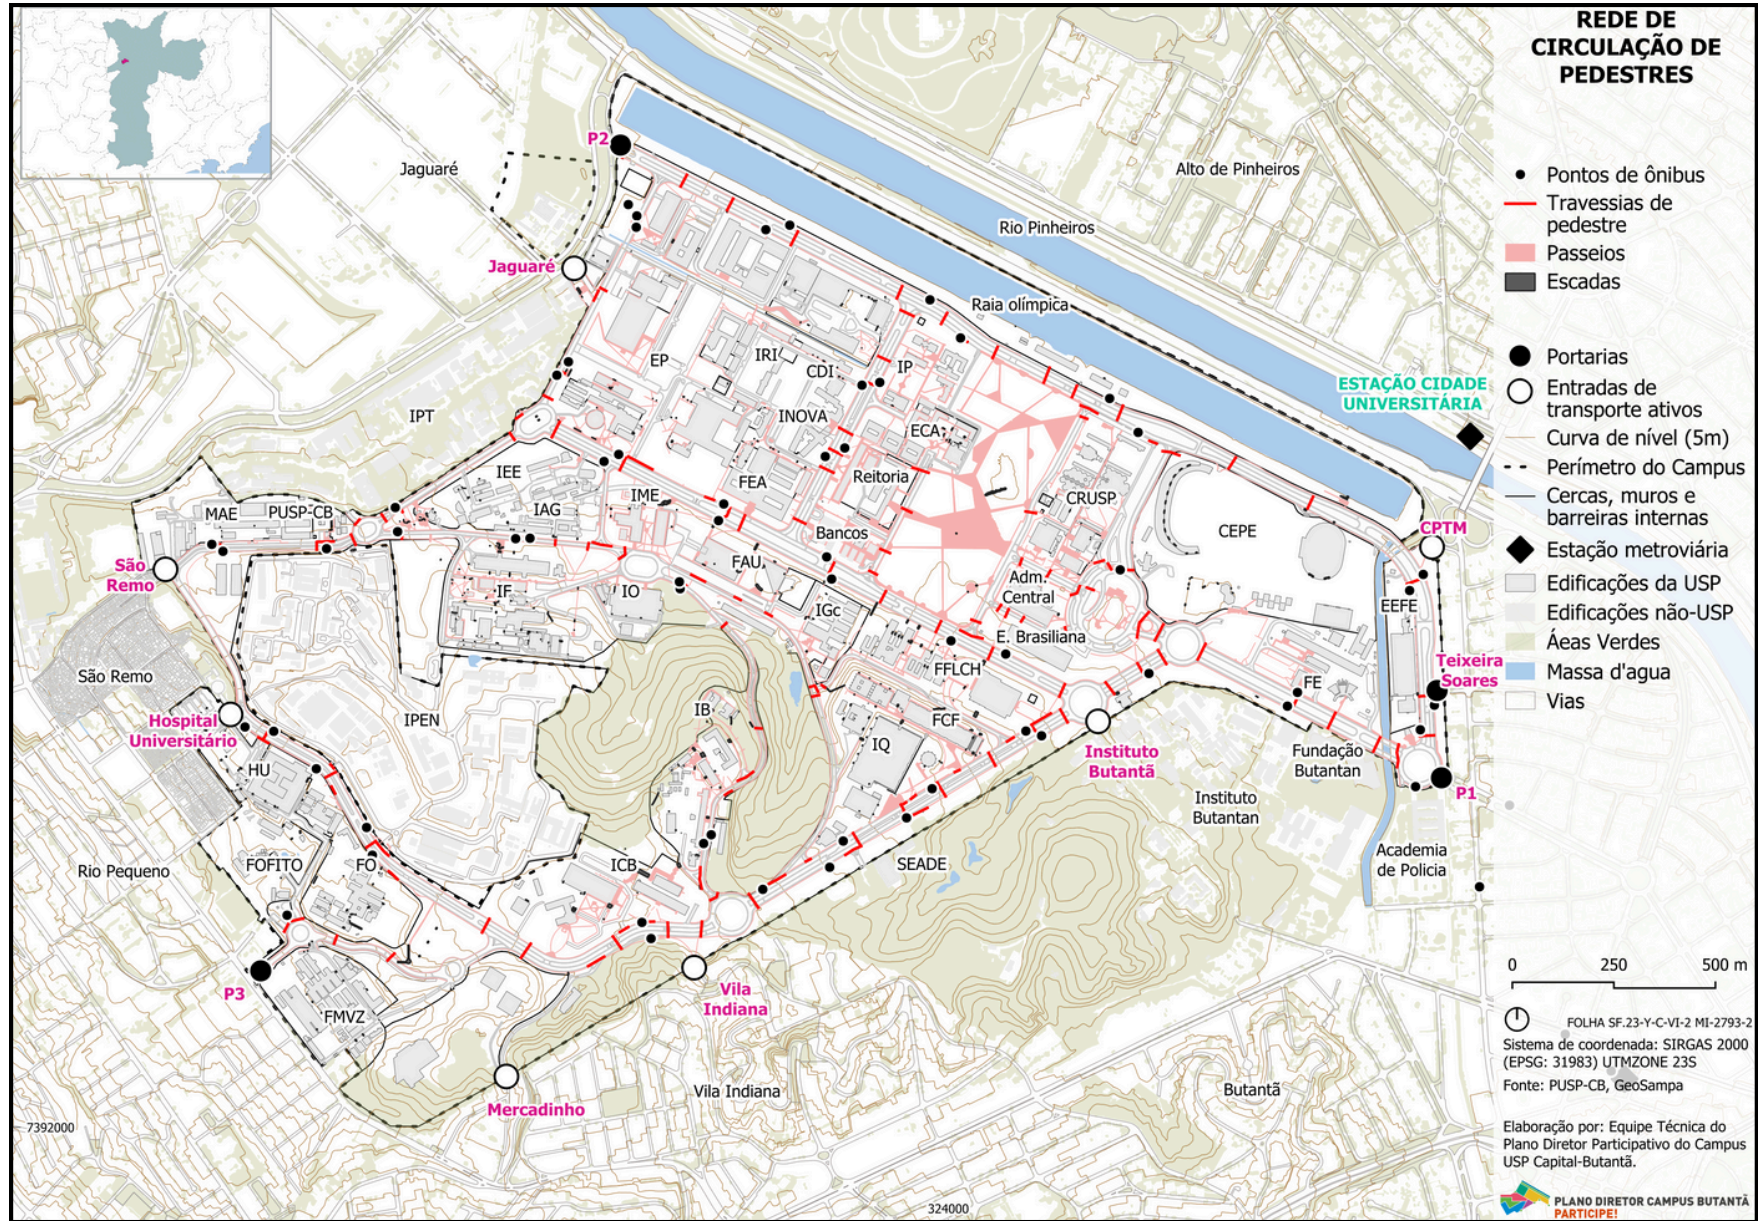 REDE DE
CIRCULAÇÃO DE
PEDESTRES
Pontos de ônibus
Travessias de
pedestre
Passeios
Escadas
Portarias
Entradas de
transporte ativos
Curva de nível (5m)
Perímetro do Campus
Cercas, muros e
barreiras internas
Estação metroviária
Edificações da USP
Edificações não-USP
Áeas Verdes
Massa d'agua
Vias
P2
Jaguaré
Alto de Pinheiros
Rio Pinheiros
Jaguaré
Raia olímpica
EP
IRI
CDI
IP
ESTAÇÃO CIDADE
UNIVERSITÁRIA
IPT
INOVA
ECA
IEE
FEA
Reitoria
IME
CRUSP
MAE
PUSP-CB
IAG
Bancos
CEPE
CPTM
São
Remo
FAU
IF
IO
IGc
Adm.
Central
EEFE
E. Brasiliana
São Remo
FFLCH
Teixeira
Soares
FE
Hospital
Universitário
IPEN
IB
FCF
IQ
Instituto
Butantã
Fundação
Butantan
HU
P1
Instituto
Butantan
Rio Pequeno
FOFITO
FO
ICB
SEADE
Academia
de Policia
P3
Vila
Indiana
FMVZ
Mercadinho
Vila Indiana
Butantã
7392000
324000
0 250 500 m
FOLHA SF.23-Y-C-VI-2 MI-2793-2
Sistema de coordenada: SIRGAS 2000
(EPSG: 31983) UTMZONE 23S
Fonte: PUSP-CB, GeoSampa
Elaboração por: Equipe Técnica do
Plano Diretor Participativo do Campus
USP Capital-Butantã.
PLANO DIRETOR CAMPUS BUTANTÃ
PARTICIPE!